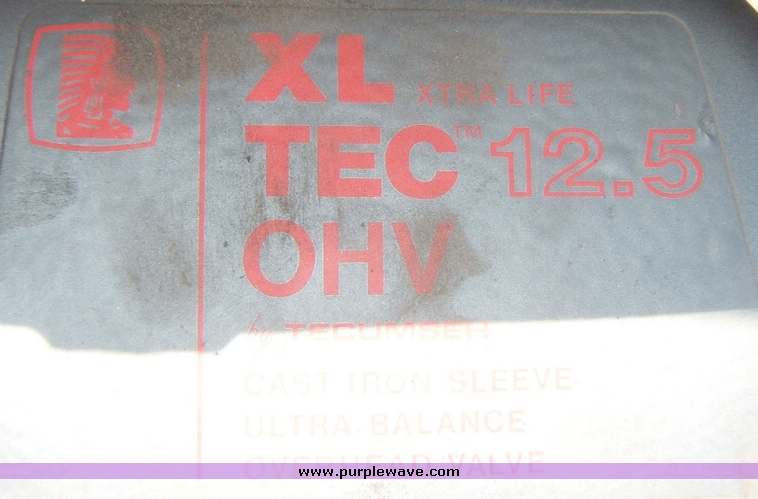 XL XTRA LIFE
TEC™ 12.5
OHV
by TECUMSEH
CAST IRON SLEEVE
ULTRA-BALANCE
OVERHEAD VALVE
www.purplewave.com